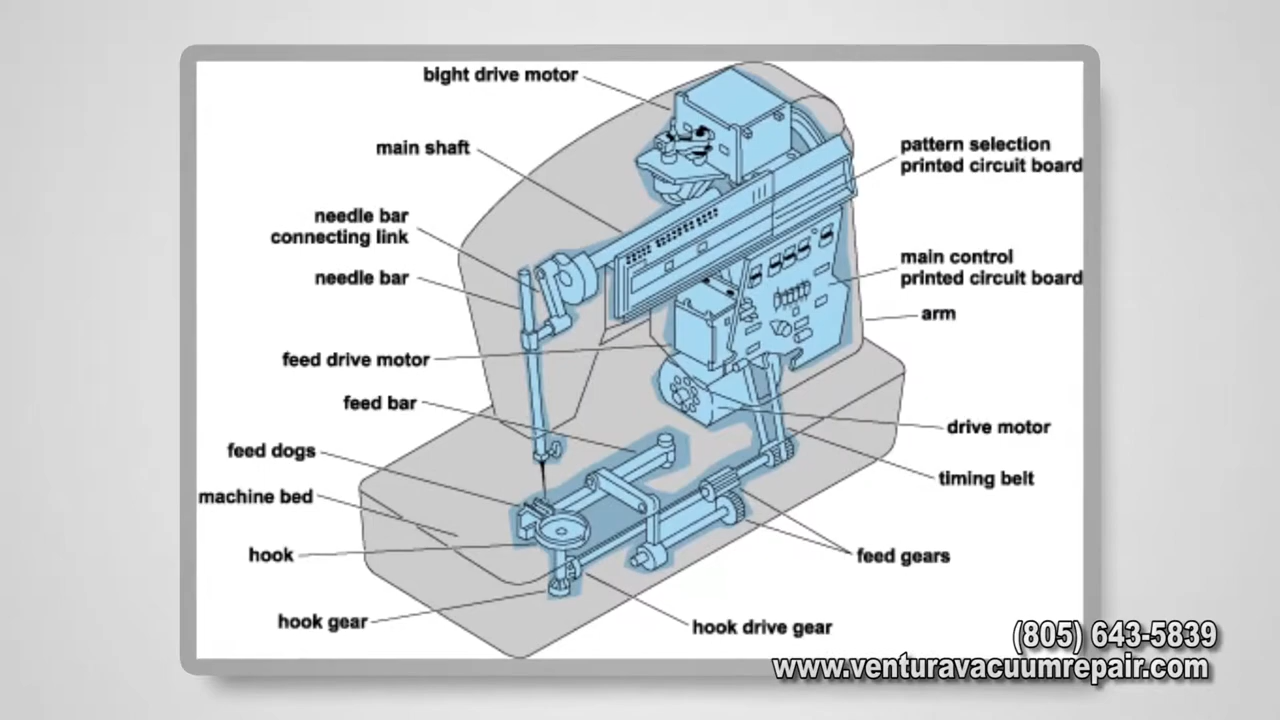 bight drive motor
main shaft
needle bar
connecting link
needle bar
feed drive motor
feed bar
feed dogs
machine bed
hook
hook gear
pattern selection
printed circuit board
main control
printed circuit board
arm
drive motor
timing belt
feed gears
hook drive gear
(805) 643-5839
www.venturavacuumrepair.com